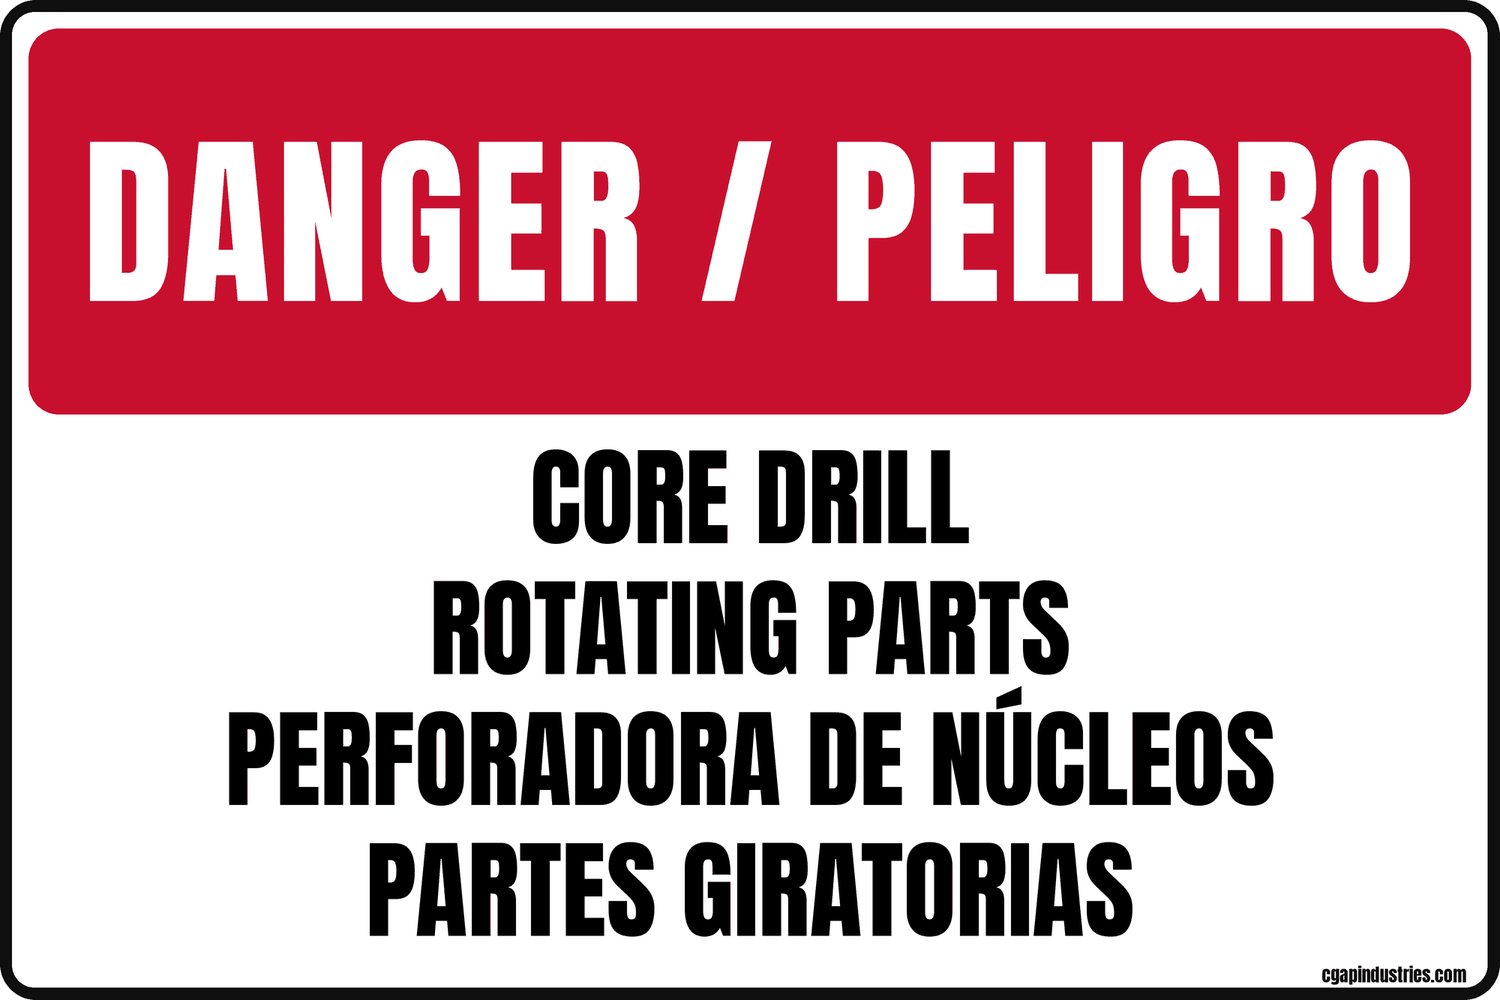 DANGER / PELIGRO
CORE DRILL
ROTATING PARTS
PERFORADORA DE NÚCLEOS
PARTES GIRATORIAS
cgapindustries.com